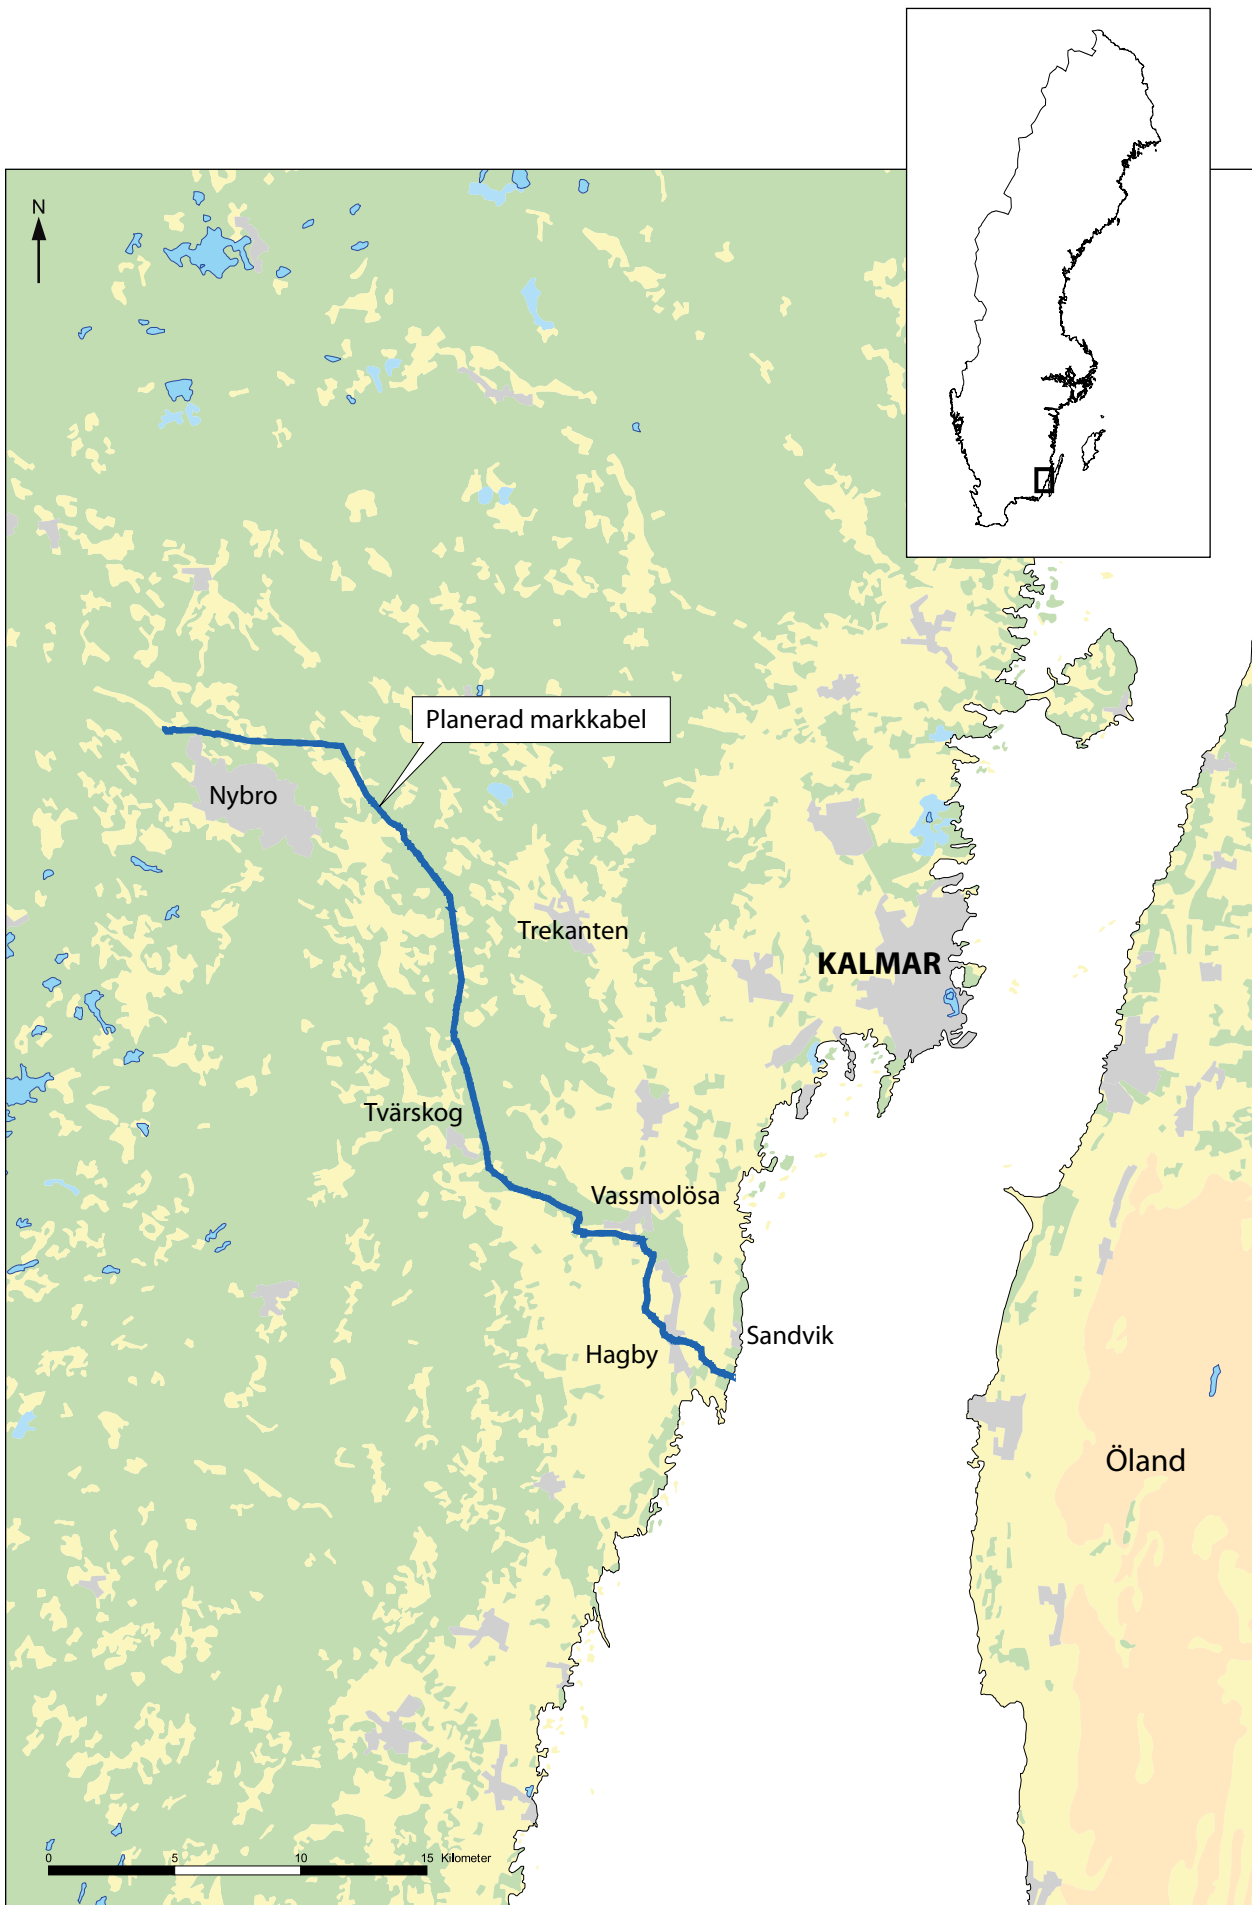 N
Planerad markkabel
Nybro
Trekanten
KALMAR
Tvärskog
Vassmolösa
Sandvik
Hagby
Öland
0 5 10 15 Kilometer